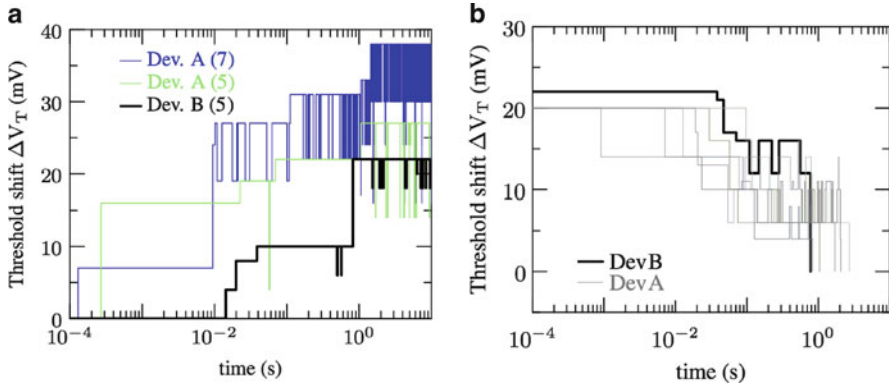 a
Threshold shift ΔV_T (mV)
40
30
20
10
0
Dev. A (7)
Dev. A (5)
Dev. B (5)
10^-4
10^-2
10^0
time (s)
b
Threshold shift ΔV_T (mV)
30
20
10
0
DevB
DevA
10^-4
10^-2
10^0
time (s)